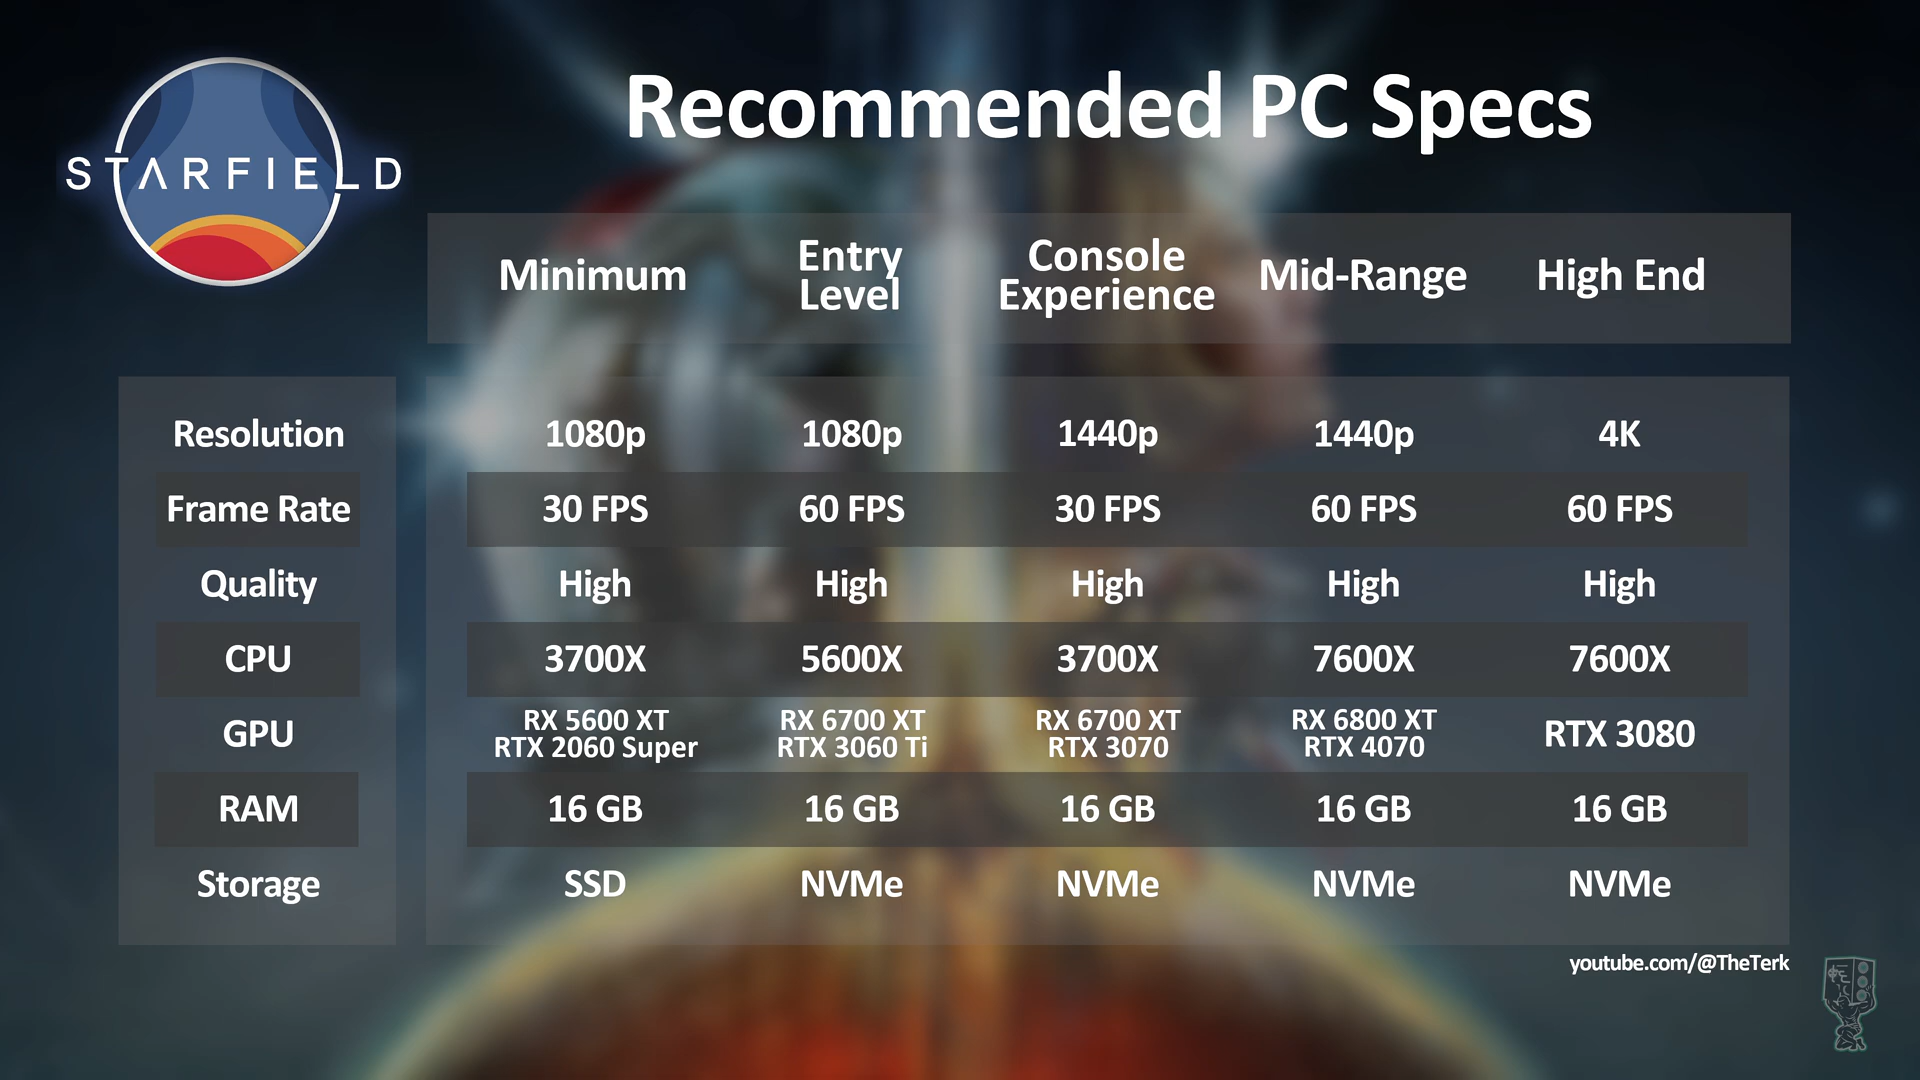 STARFIELD
Recommended PC Specs
Minimum
Entry
Level
Console
Experience
Mid-Range
High End
Resolution
1080p
1080p
1440p
1440p
4K
Frame Rate
30 FPS
60 FPS
30 FPS
60 FPS
60 FPS
Quality
High
High
High
High
High
CPU
3700X
5600X
3700X
7600X
7600X
GPU
RX 5600 XT
RTX 2060 Super
RX 6700 XT
RTX 3060 Ti
RX 6700 XT
RTX 3070
RX 6800 XT
RTX 4070
RTX 3080
RAM
16 GB
16 GB
16 GB
16 GB
16 GB
Storage
SSD
NVMe
NVMe
NVMe
NVMe
youtube.com/@TheTerk